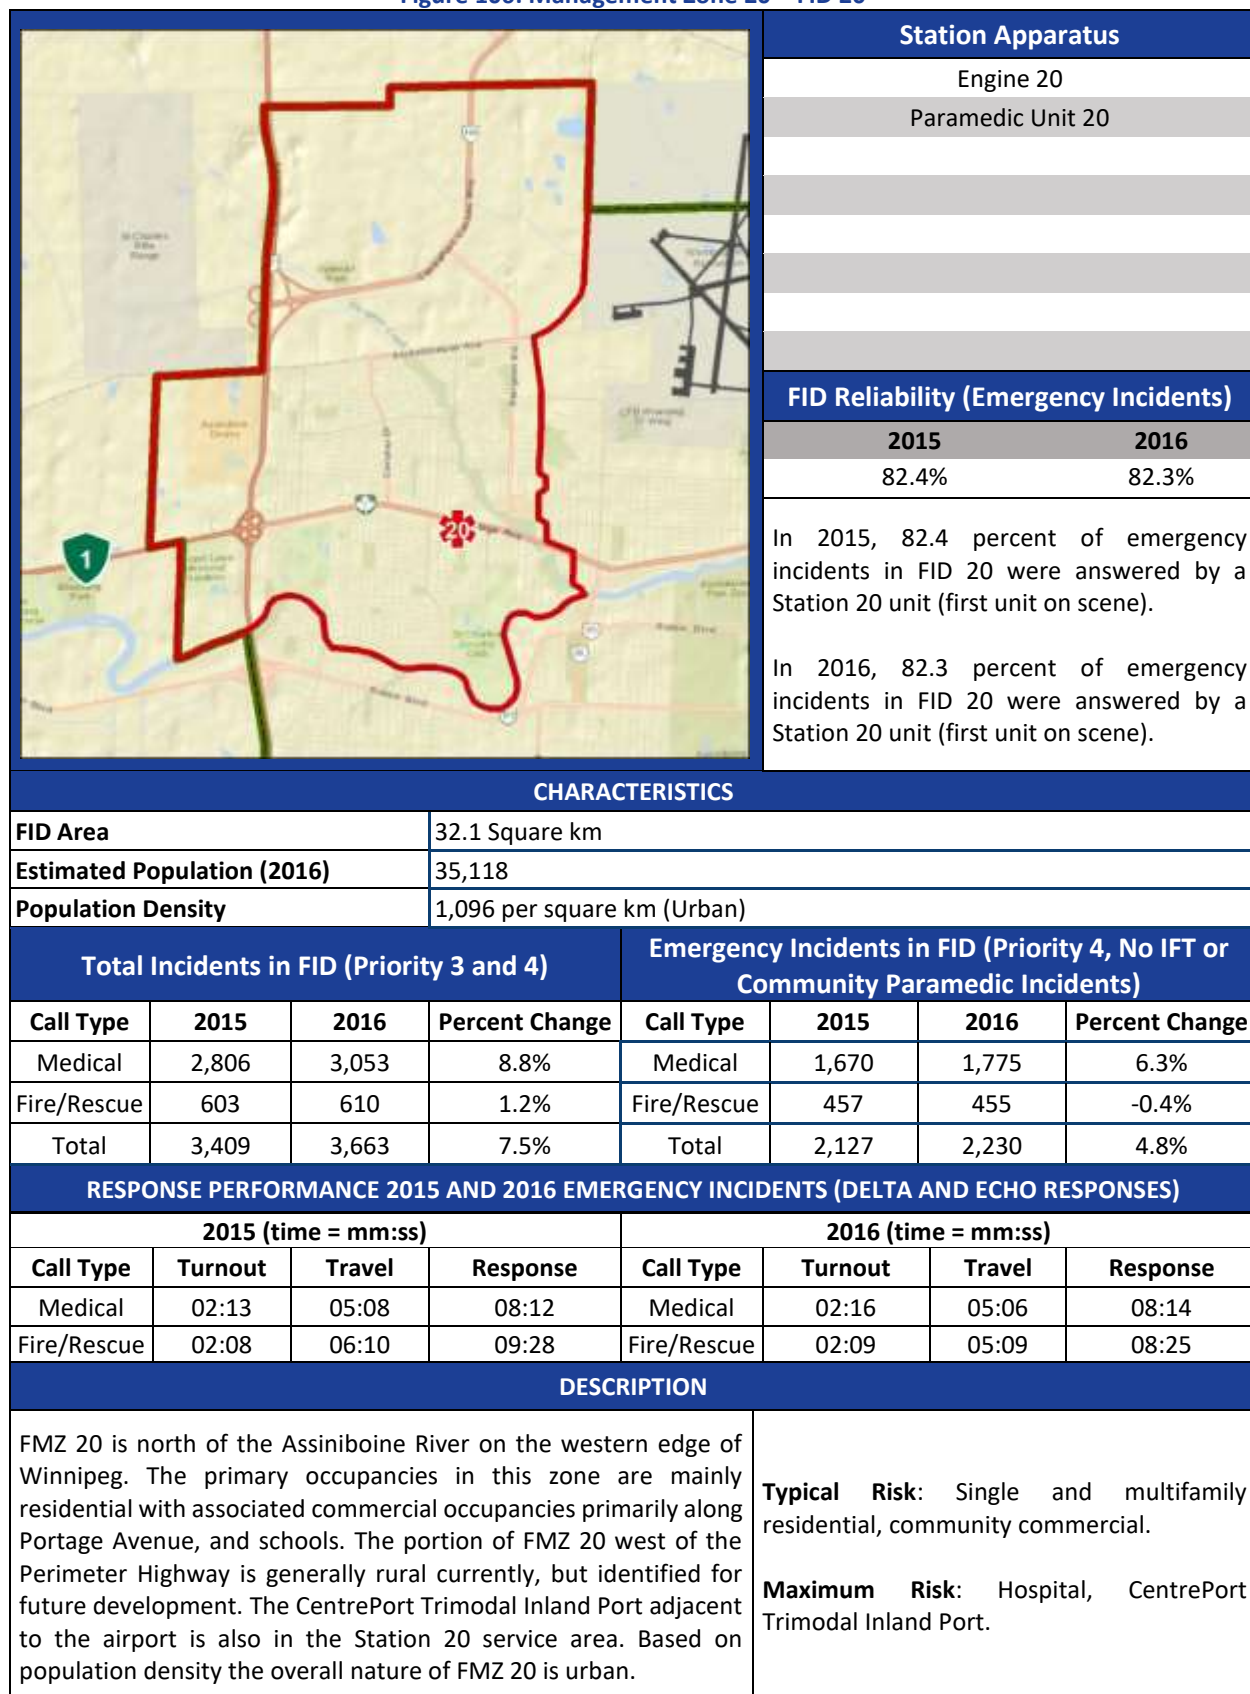 Figure 100: Management Zone 20 – FID 20
Station Apparatus
Engine 20
Paramedic Unit 20
20
1
FID Reliability (Emergency Incidents)
2015 2016
82.4% 82.3%
In 2015, 82.4 percent of emergency
incidents in FID 20 were answered by a
Station 20 unit (first unit on scene).
In 2016, 82.3 percent of emergency
incidents in FID 20 were answered by a
Station 20 unit (first unit on scene).
CHARACTERISTICS
FID Area 32.1 Square km
Estimated Population (2016) 35,118
Population Density 1,096 per square km (Urban)
Total Incidents in FID (Priority 3 and 4)
Emergency Incidents in FID (Priority 4, No IFT or
Community Paramedic Incidents)
Call Type 2015 2016 Percent Change Call Type 2015 2016 Percent Change
Medical 2,806 3,053 8.8% Medical 1,670 1,775 6.3%
Fire/Rescue 603 610 1.2% Fire/Rescue 457 455 -0.4%
Total 3,409 3,663 7.5% Total 2,127 2,230 4.8%
RESPONSE PERFORMANCE 2015 AND 2016 EMERGENCY INCIDENTS (DELTA AND ECHO RESPONSES)
2015 (time = mm:ss) 2016 (time = mm:ss)
Call Type Turnout Travel Response Call Type Turnout Travel Response
Medical 02:13 05:08 08:12 Medical 02:16 05:06 08:14
Fire/Rescue 02:08 06:10 09:28 Fire/Rescue 02:09 05:09 08:25
DESCRIPTION
FMZ 20 is north of the Assiniboine River on the western edge of
Winnipeg. The primary occupancies in this zone are mainly
residential with associated commercial occupancies primarily along
Portage Avenue, and schools. The portion of FMZ 20 west of the
Perimeter Highway is generally rural currently, but identified for
future development. The CentrePort Trimodal Inland Port adjacent
to the airport is also in the Station 20 service area. Based on
population density the overall nature of FMZ 20 is urban.
Typical Risk: Single and multifamily
residential, community commercial.
Maximum Risk: Hospital, CentrePort
Trimodal Inland Port.